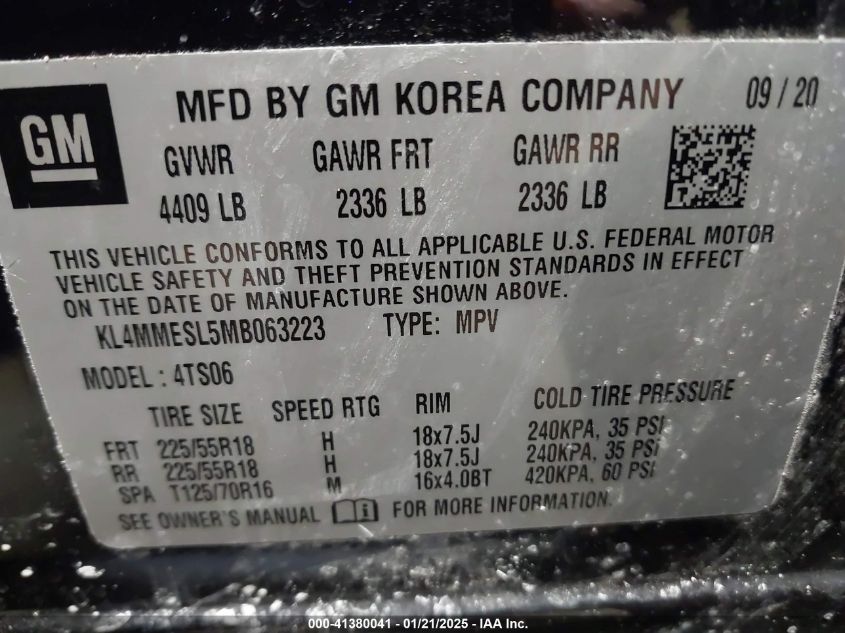 GM
MFD BY GM KOREA COMPANY 09 / 20
GVWR GAWR FRT GAWR RR
4409 LB 2336 LB 2336 LB
THIS VEHICLE CONFORMS TO ALL APPLICABLE U.S. FEDERAL MOTOR
VEHICLE SAFETY AND THEFT PREVENTION STANDARDS IN EFFECT
ON THE DATE OF MANUFACTURE SHOWN ABOVE.
KL4MMESL5MB063223 TYPE: MPV
MODEL : 4TS06
TIRE SIZE SPEED RTG RIM COLD TIRE PRESSURE
FRT 225/55R18 H 18x7.5J 240KPA, 35 PSI
RR 225/55R18 H 18x7.5J 240KPA, 35 PSI
SPA T125/70R16 M 16x4.0BT 420KPA, 60 PSI
SEE OWNER'S MANUAL i FOR MORE INFORMATION.
000-41380041 - 01/21/2025 - IAA Inc.